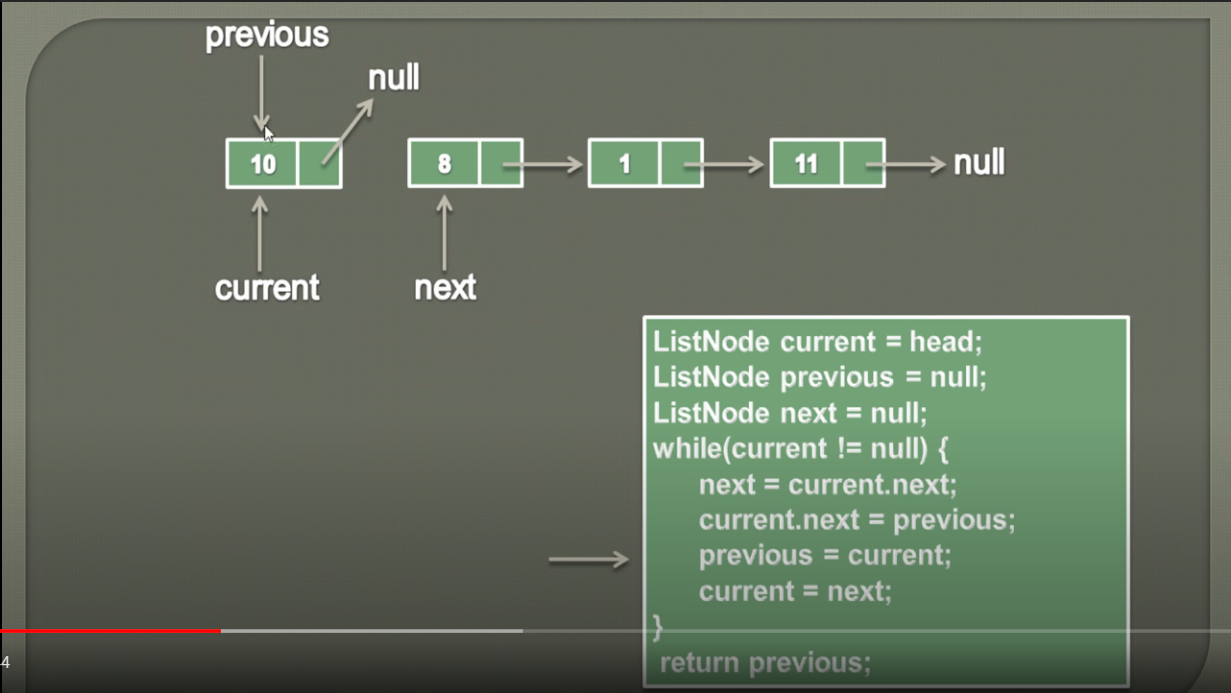 previous
null
10
8
1
11
null
current
next
ListNode current = head;
ListNode previous = null;
ListNode next = null;
while(current != null) {
next = current.next;
current.next = previous;
previous = current;
current = next;
}
return previous;
4